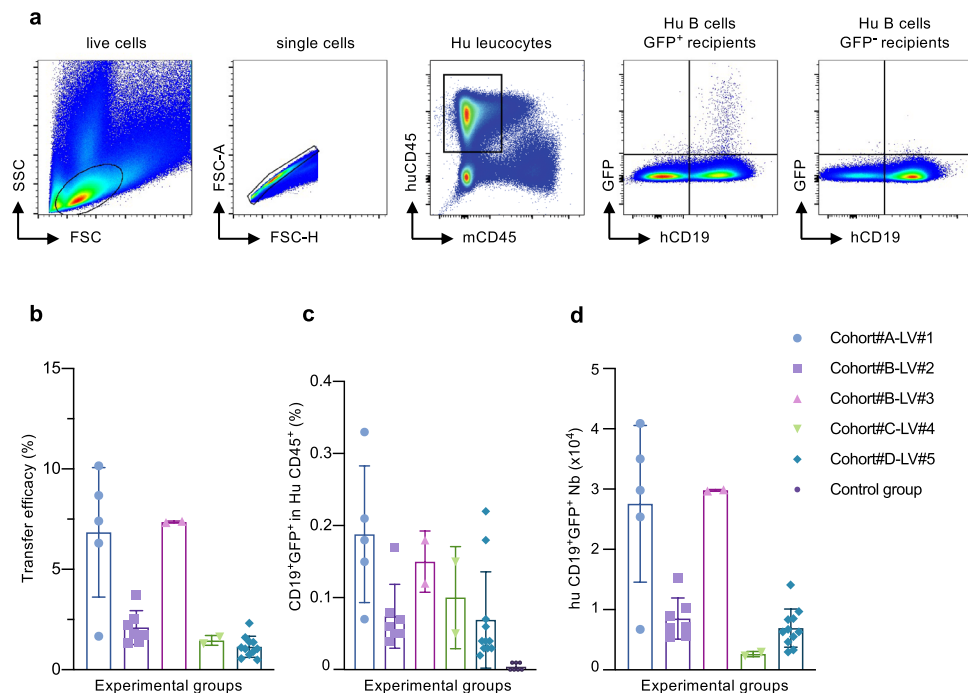 a
live cells
single cells
Hu leucocytes
Hu B cells
GFP⁺ recipients
Hu B cells
GFP⁻ recipients
SSC
FSC
FSC-A
FSC-H
huCD45
mCD45
GFP
hCD19
GFP
hCD19
b
Transfer efficacy (%)
15
10
5
0
Experimental groups
c
CD19⁺GFP⁺ in Hu CD45⁺ (%)
0.4
0.3
0.2
0.1
0.00
Experimental groups
d
hu CD19⁺GFP⁺ Nb (x10⁴)
5
4
3
2
1
0
Experimental groups
Cohort#A-LV#1
Cohort#B-LV#2
Cohort#B-LV#3
Cohort#C-LV#4
Cohort#D-LV#5
Control group